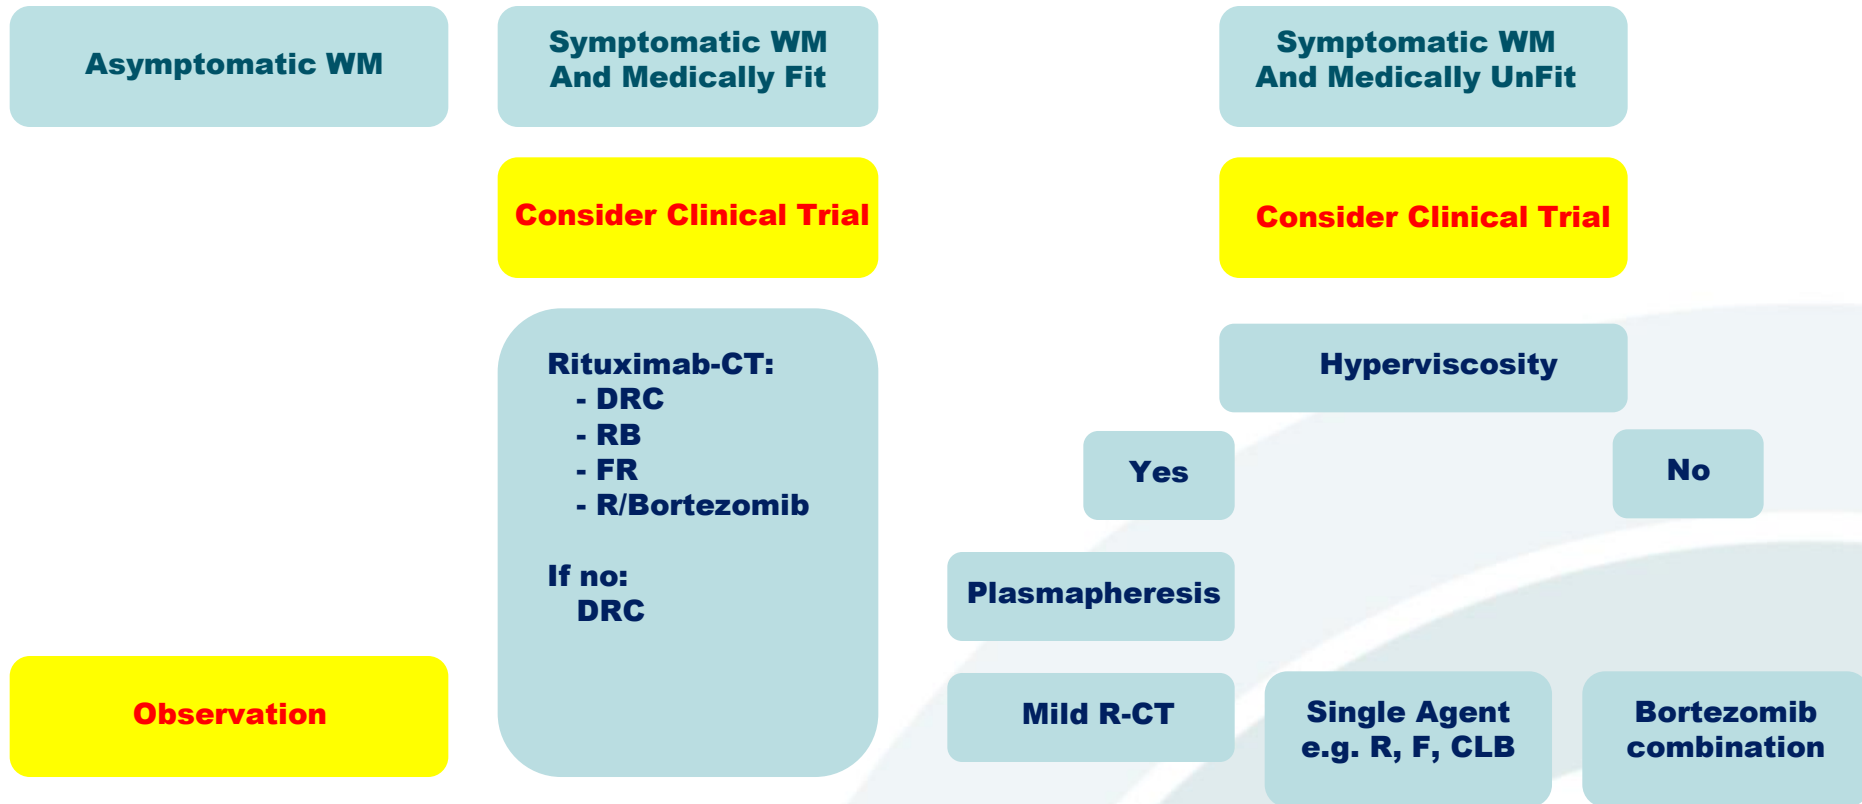 Asymptomatic WM
Symptomatic WM
And Medically Fit
Symptomatic WM
And Medically UnFit
Consider Clinical Trial
Consider Clinical Trial
Rituximab-CT:
- DRC
- RB
- FR
- R/Bortezomib
If no:
DRC
Hyperviscosity
Yes
No
Plasmapheresis
Observation
Mild R-CT
Single Agent
e.g. R, F, CLB
Bortezomib
combination